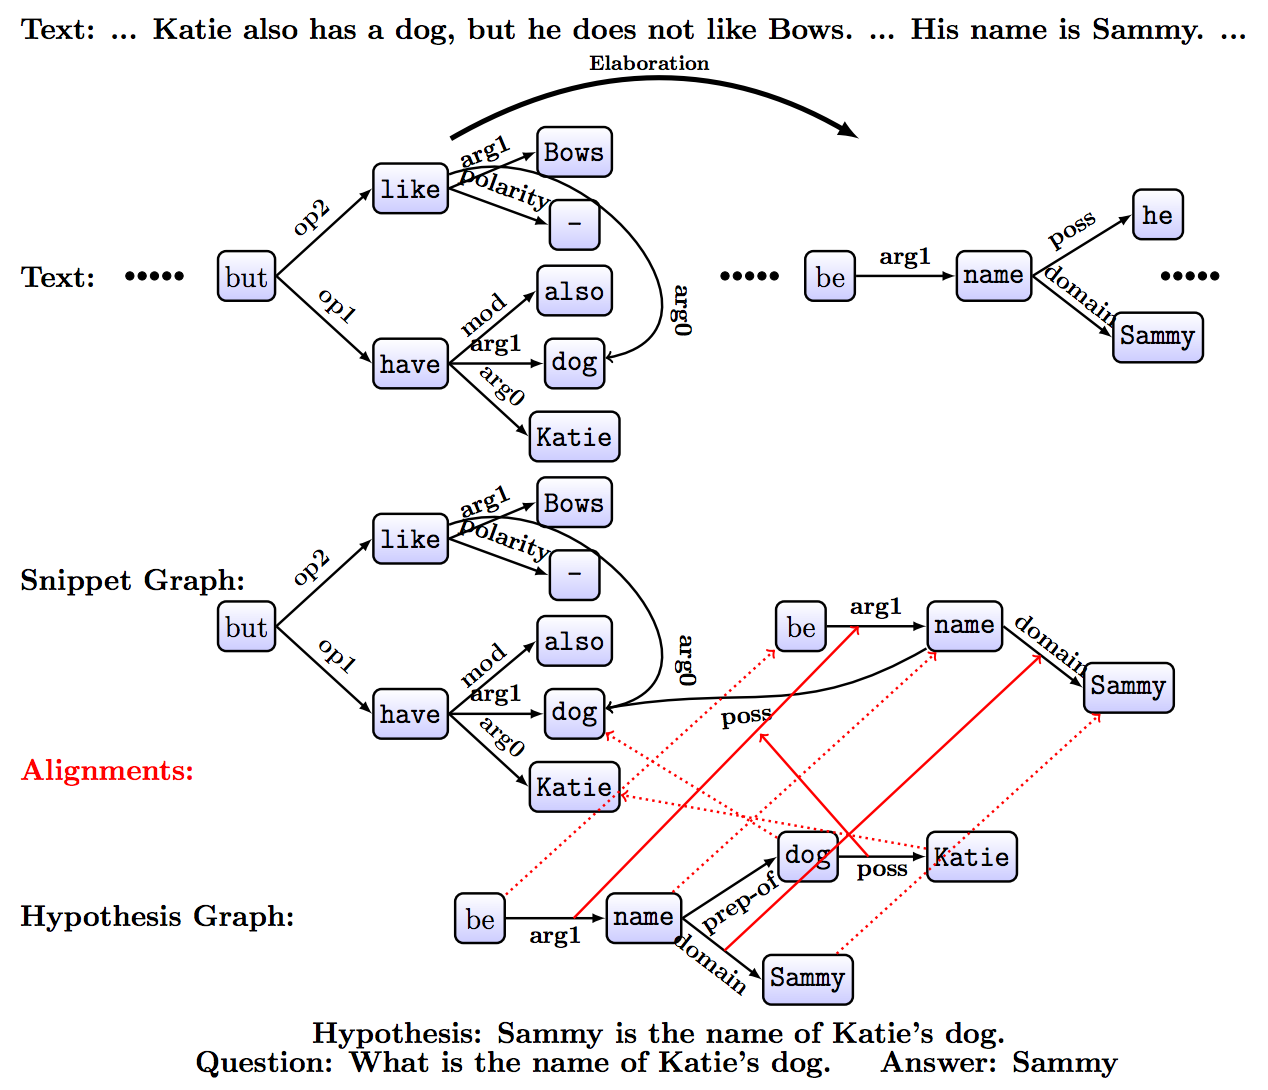 Text: ... Katie also has a dog, but he does not like Bows. ... His name is Sammy. ...
Elaboration
arg1
Bows
polarity
like
-
op2
he
poss
Text:
but
arg1
be
name
also
mod
op1
arg0
domain
arg1
have
dog
Sammy
arg0
Katie
arg1
Bows
polarity
like
-
op2
Snippet Graph:
but
arg1
be
name
domain
also
mod
op1
arg0
arg1
have
dog
Sammy
poss
arg0
Alignments:
Katie
dog
Katie
poss
prep-of
Hypothesis Graph:
be
name
arg1
domain
Sammy
Hypothesis: Sammy is the name of Katie's dog.
Question: What is the name of Katie's dog. Answer: Sammy